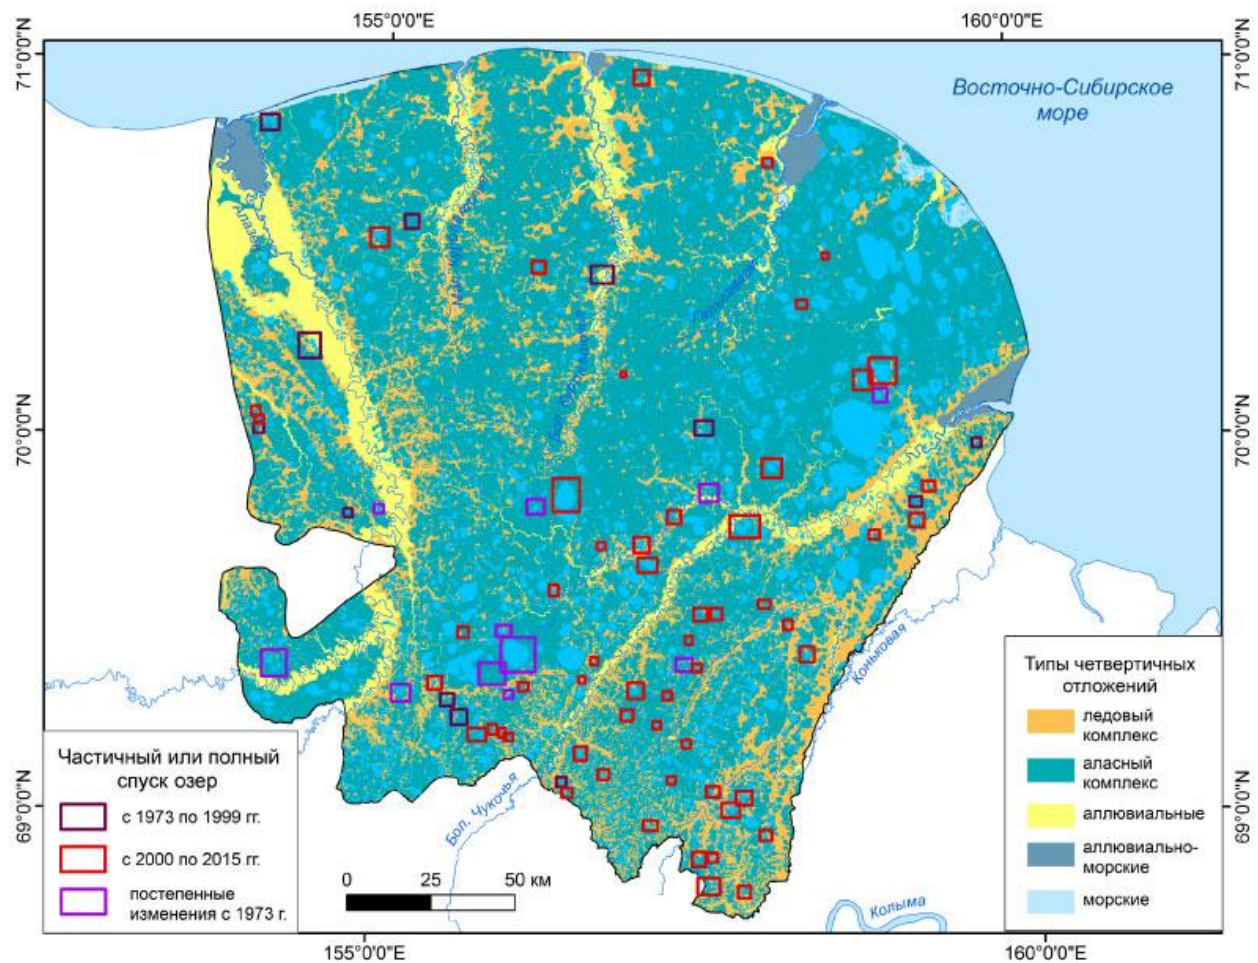 155°0'0"E
160°0'0"E
71°0'0"N
71°0'0"N
Восточно-Сибирское
море
Алазея
70°0'0"N
70°0'0"N
Коньковая
Бол. Чукочья
Колыма
69°0'0"N
69°0'0"N
Частичный или полный
спуск озер
с 1973 по 1999 гг.
с 2000 по 2015 гг.
постепенные
изменения с 1973 г.
0 25 50 км
Типы четвертичных
отложений
ледовый
комплекс
аласный
комплекс
аллювиальные
аллювиально-
морские
морские
155°0'0"E
160°0'0"E